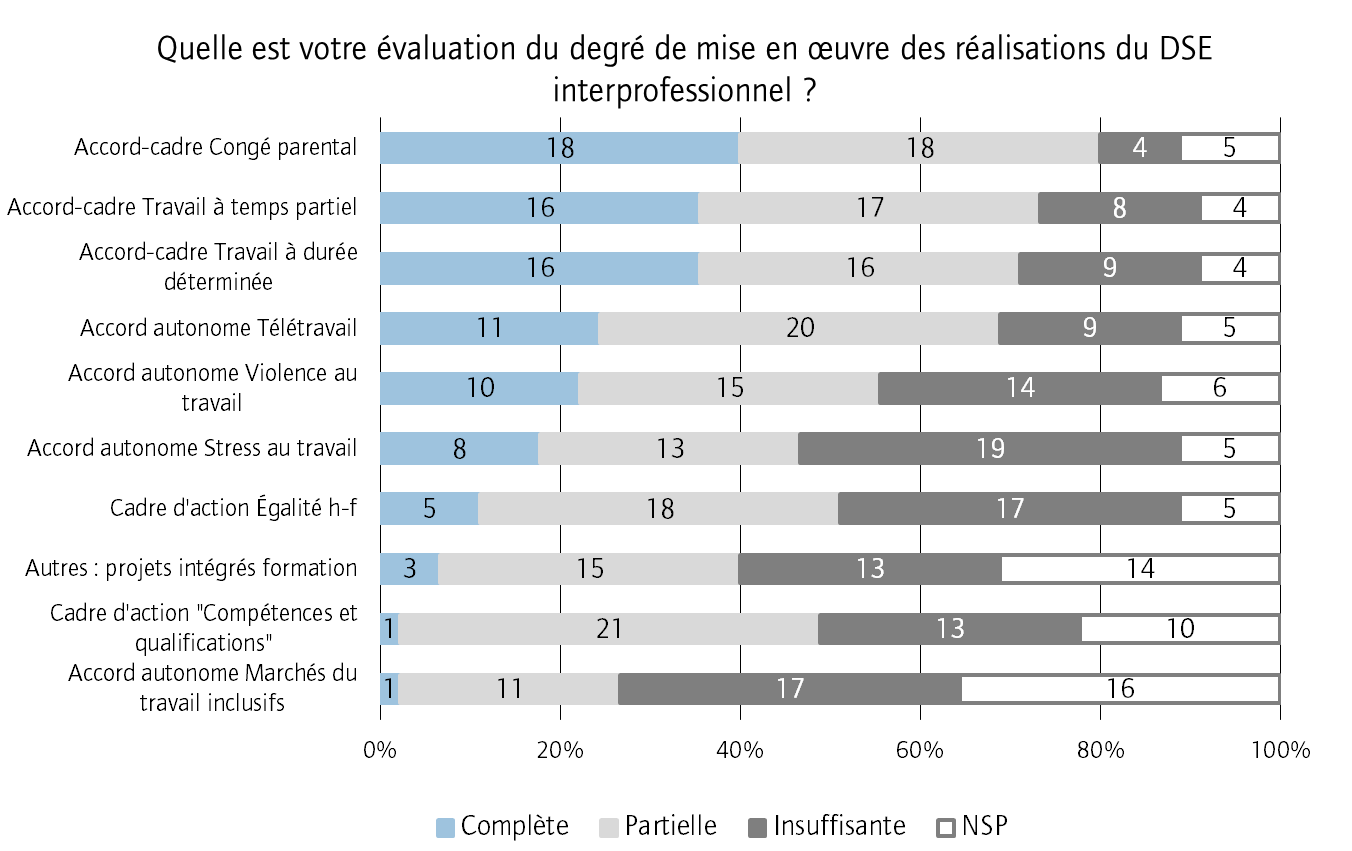 Quelle est votre évaluation du degré de mise en œuvre des réalisations du DSE
interprofessionnel ?
Accord-cadre Congé parental
18 18 4 5
Accord-cadre Travail à temps partiel
16 17 8 4
Accord-cadre Travail à durée
déterminée
16 16 9 4
Accord autonome Télétravail
11 20 9 5
Accord autonome Violence au
travail
10 15 14 6
Accord autonome Stress au travail
8 13 19 5
Cadre d'action Égalité h-f
5 18 17 5
Autres : projets intégrés formation
3 15 13 14
Cadre d'action "Compétences et
qualifications"
1 21 13 10
Accord autonome Marchés du
travail inclusifs
1 11 17 16
0% 20% 40% 60% 80% 100%
Complète Partielle Insuffisante NSP